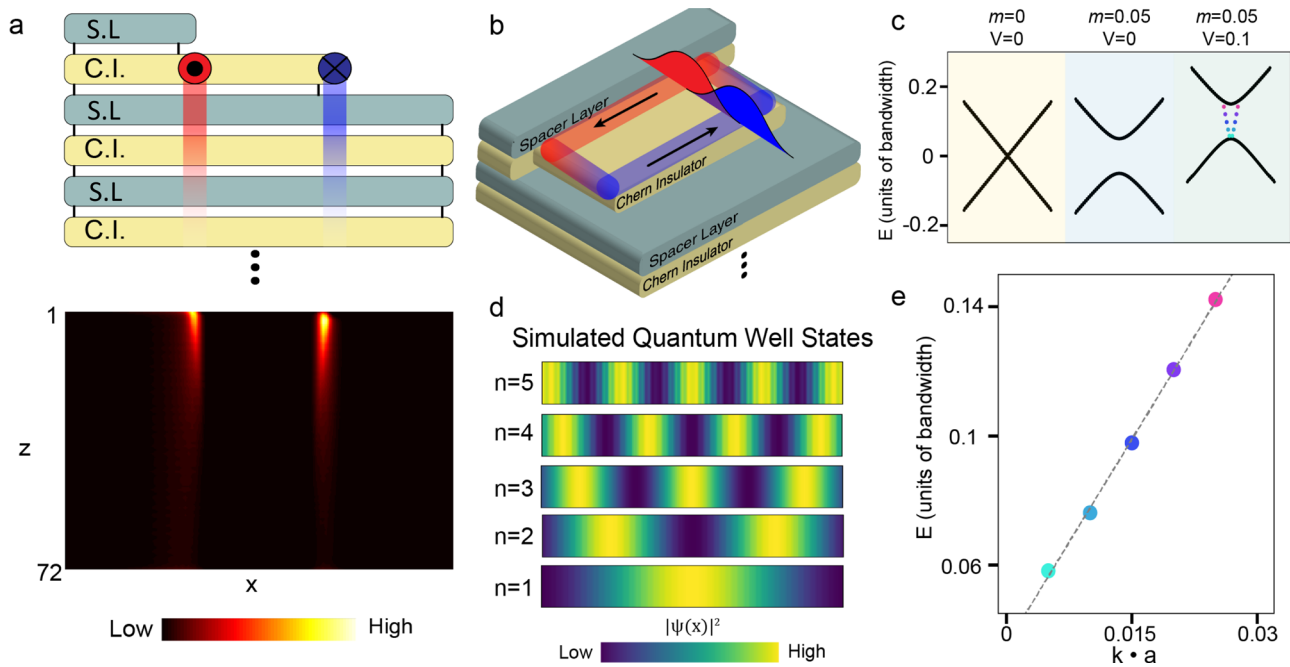 a
S.L
C.I.
S.L
C.I.
S.L
C.I.
1
z
72
x
Low
High
b
Spacer Layer
Chern Insulator
Spacer Layer
Chern Insulator
d
Simulated Quantum Well States
n=5
n=4
n=3
n=2
n=1
|ψ(x)|²
Low
High
c
m=0
V=0
m=0.05
V=0
m=0.05
V=0.1
E (units of bandwidth)
0.2
0
-0.2
e
E (units of bandwidth)
0.14
0.1
0.06
0
0.015
0.03
k • a